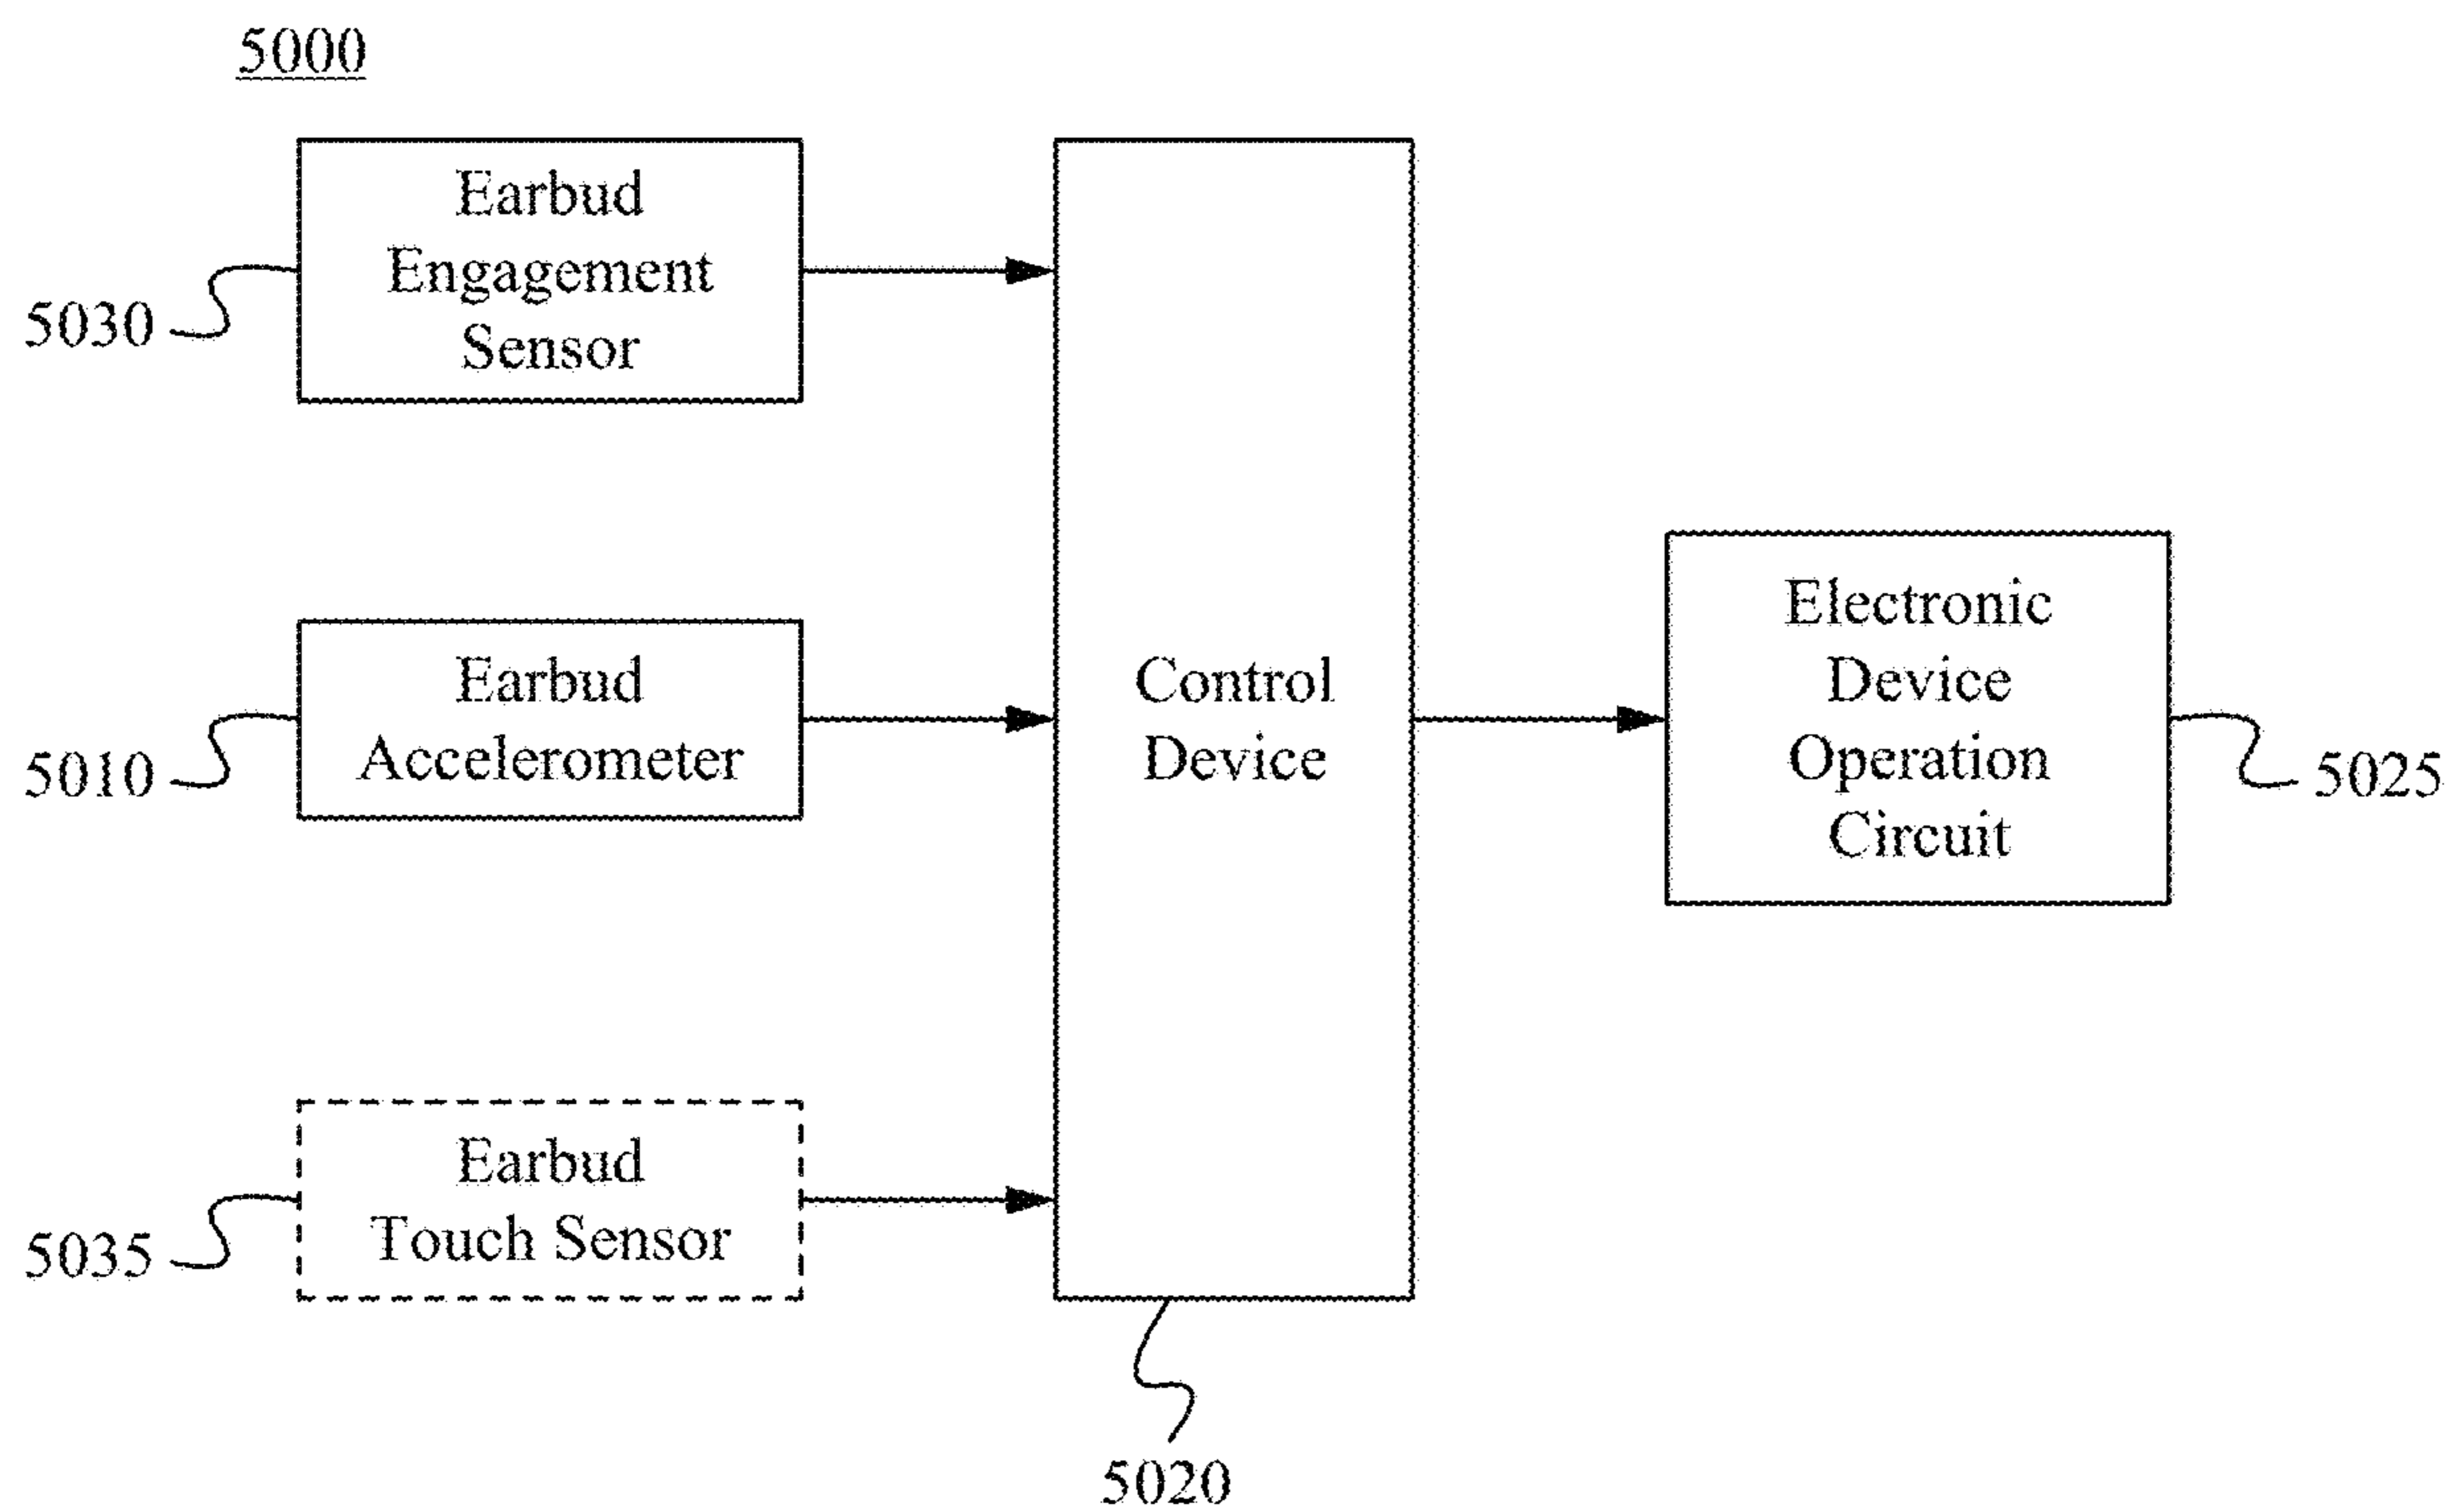 5000
Earbud
Engagement
Sensor
5030
Earbud
Accelerometer
5010
Earbud
Touch Sensor
5035
Control
Device
5020
Electronic
Device
Operation
Circuit
5025